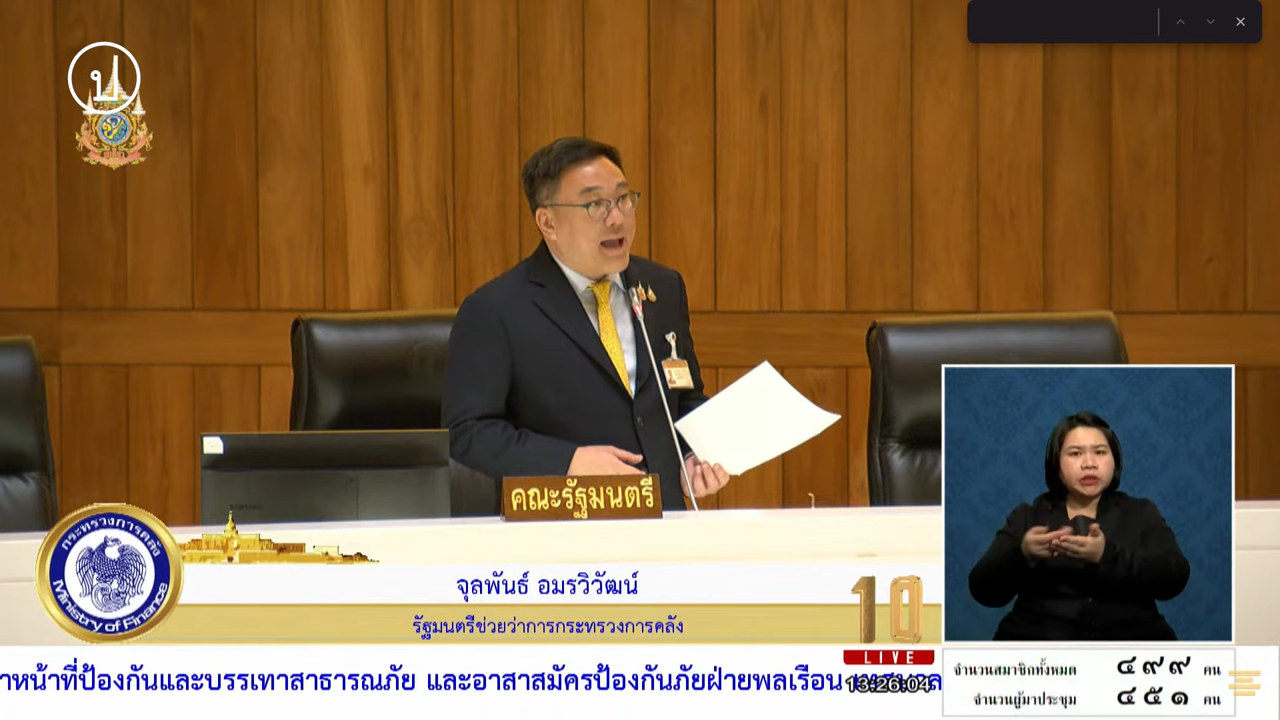 ป
คณะรัฐมนตรี
กระทรวงการคลัง
Ministry of Finance
จุลพันธ์ อมรวิวัฒน์
รัฐมนตรีช่วยว่าการกระทรวงการคลัง
10
LIVE
13:26:04
าหน้าที่ป้องกันและบรรเทาสาธารณภัย และอาสาสมัครป้องกันภัยฝ่ายพลเรือน
จำนวนสมาชิกทั้งหมด ๔๙๙ คน
จำนวนผู้มาประชุม ๔๕๑ คน